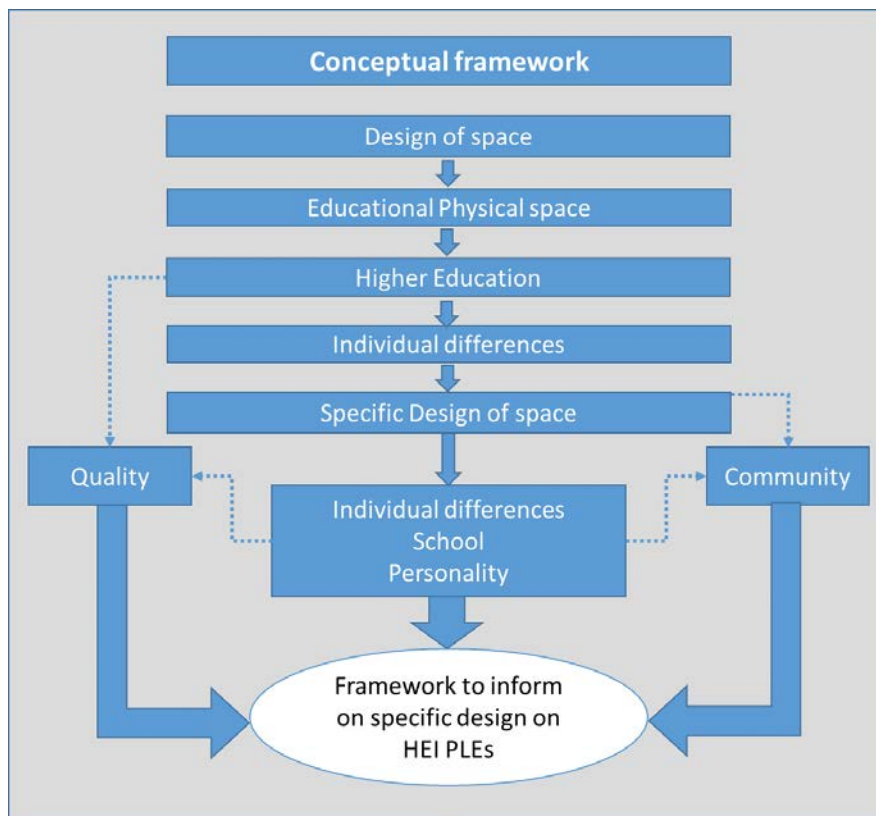 Conceptual framework
Design of space
Educational Physical space
Higher Education
Individual differences
Specific Design of space
Quality
Community
Individual differences
School
Personality
Framework to inform
on specific design on
HEI PLEs